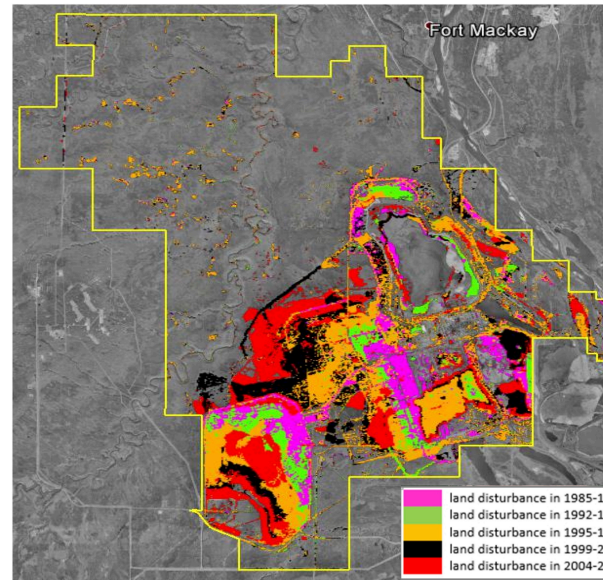 Fort Mackay
land disturbance in 1985-1
land disturbance in 1992-1
land disturbance in 1995-1
land disturbance in 1999-2
land disturbance in 2004-2